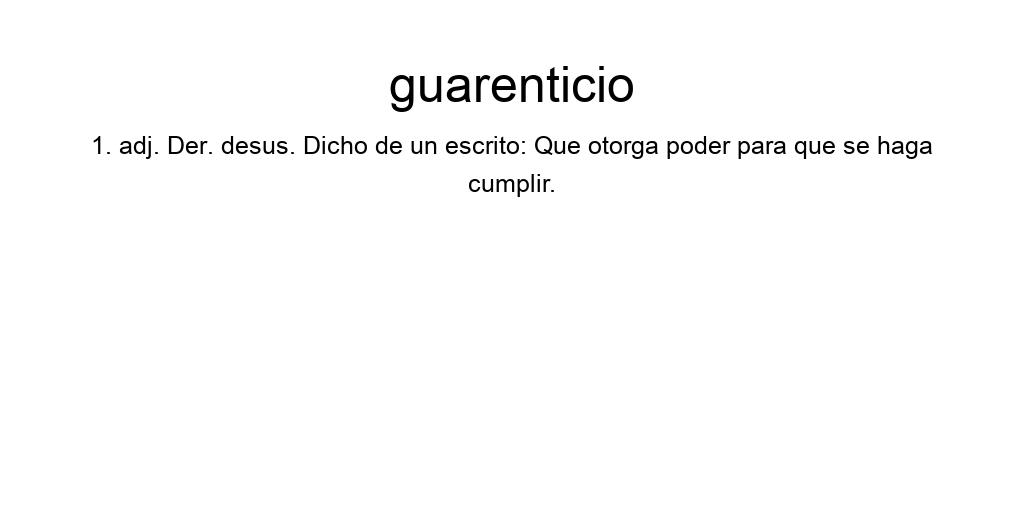 guarenticio
1. adj. Der. desus. Dicho de un escrito: Que otorga poder para que se haga
cumplir.